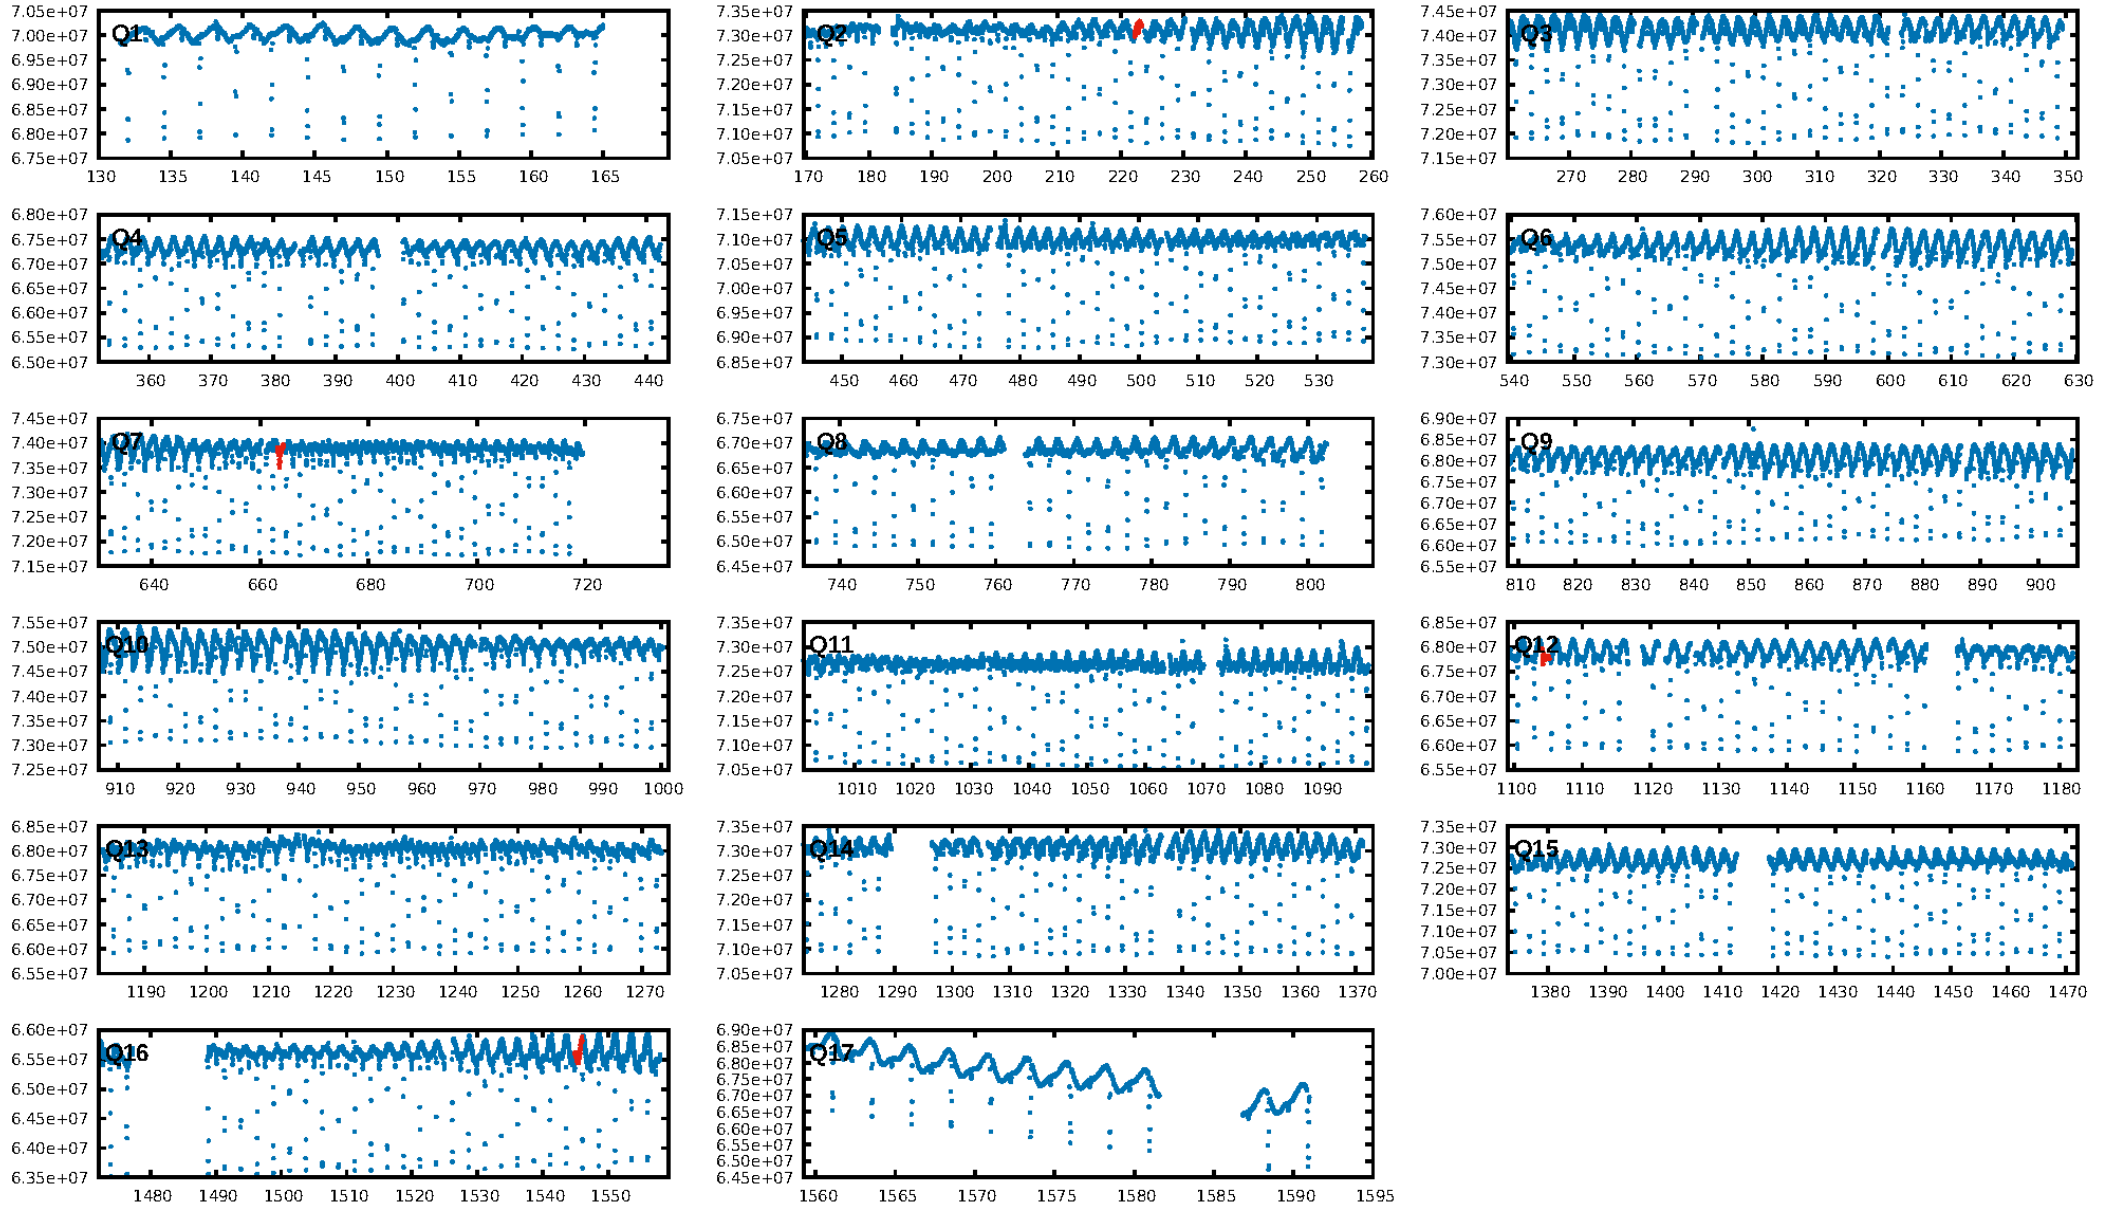 7.05e+07 7.00e+07 6.95e+07 6.90e+07 6.85e+07 6.80e+07 6.75e+07
Q1
130 135 140 145 150 155 160 165
7.35e+07 7.30e+07 7.25e+07 7.20e+07 7.15e+07 7.10e+07 7.05e+07
Q2
170 180 190 200 210 220 230 240 250 260
7.45e+07 7.40e+07 7.35e+07 7.30e+07 7.25e+07 7.20e+07 7.15e+07
Q3
270 280 290 300 310 320 330 340 350
6.80e+07 6.75e+07 6.70e+07 6.65e+07 6.60e+07 6.55e+07 6.50e+07
Q4
360 370 380 390 400 410 420 430 440
7.15e+07 7.10e+07 7.05e+07 7.00e+07 6.95e+07 6.90e+07 6.85e+07
Q5
450 460 470 480 490 500 510 520 530
7.60e+07 7.55e+07 7.50e+07 7.45e+07 7.40e+07 7.35e+07 7.30e+07
Q6
540 550 560 570 580 590 600 610 620 630
7.45e+07 7.40e+07 7.35e+07 7.30e+07 7.25e+07 7.20e+07 7.15e+07
Q7
640 660 680 700 720
6.75e+07 6.70e+07 6.65e+07 6.60e+07 6.55e+07 6.50e+07 6.45e+07
Q8
740 750 760 770 780 790 800
6.90e+07 6.85e+07 6.80e+07 6.75e+07 6.70e+07 6.65e+07 6.60e+07 6.55e+07
Q9
810 820 830 840 850 860 870 880 890 900
7.55e+07 7.50e+07 7.45e+07 7.40e+07 7.35e+07 7.30e+07 7.25e+07
Q10
910 920 930 940 950 960 970 980 990 1000
7.35e+07 7.30e+07 7.25e+07 7.20e+07 7.15e+07 7.10e+07 7.05e+07
Q11
1010 1020 1030 1040 1050 1060 1070 1080 1090
6.85e+07 6.80e+07 6.75e+07 6.70e+07 6.65e+07 6.60e+07 6.55e+07
Q12
1100 1110 1120 1130 1140 1150 1160 1170 1180
6.85e+07 6.80e+07 6.75e+07 6.70e+07 6.65e+07 6.60e+07 6.55e+07
Q13
1190 1200 1210 1220 1230 1240 1250 1260 1270
7.35e+07 7.30e+07 7.25e+07 7.20e+07 7.15e+07 7.10e+07 7.05e+07
Q14
1280 1290 1300 1310 1320 1330 1340 1350 1360 1370
7.35e+07 7.30e+07 7.25e+07 7.20e+07 7.15e+07 7.10e+07 7.05e+07 7.00e+07
Q15
1380 1390 1400 1410 1420 1430 1440 1450 1460 1470
6.60e+07 6.55e+07 6.50e+07 6.45e+07 6.40e+07 6.35e+07
Q16
1480 1490 1500 1510 1520 1530 1540 1550
6.90e+07 6.85e+07 6.80e+07 6.75e+07 6.70e+07 6.65e+07 6.60e+07 6.55e+07 6.50e+07 6.45e+07
Q17
1560 1565 1570 1575 1580 1585 1590 1595